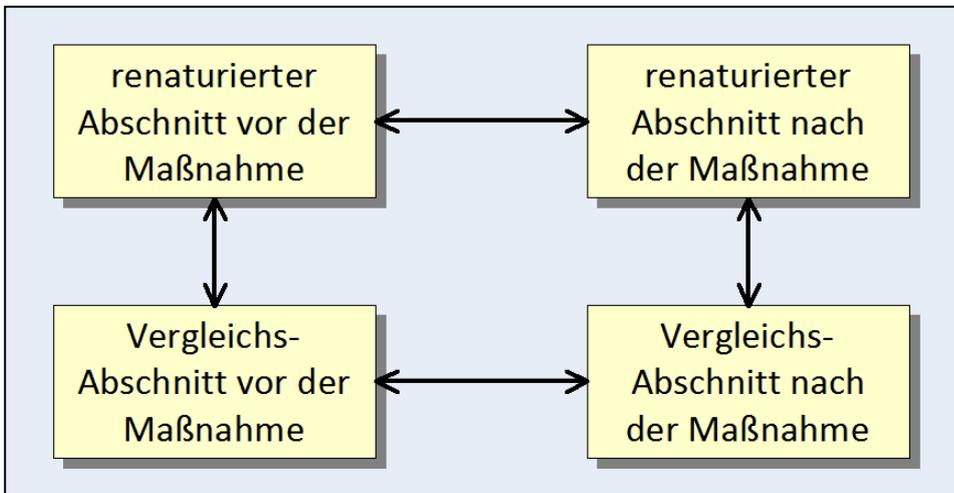 renaturierter
Abschnitt vor der
Maßnahme
renaturierter
Abschnitt nach
der Maßnahme
Vergleichs-
Abschnitt vor der
Maßnahme
Vergleichs-
Abschnitt nach
der Maßnahme